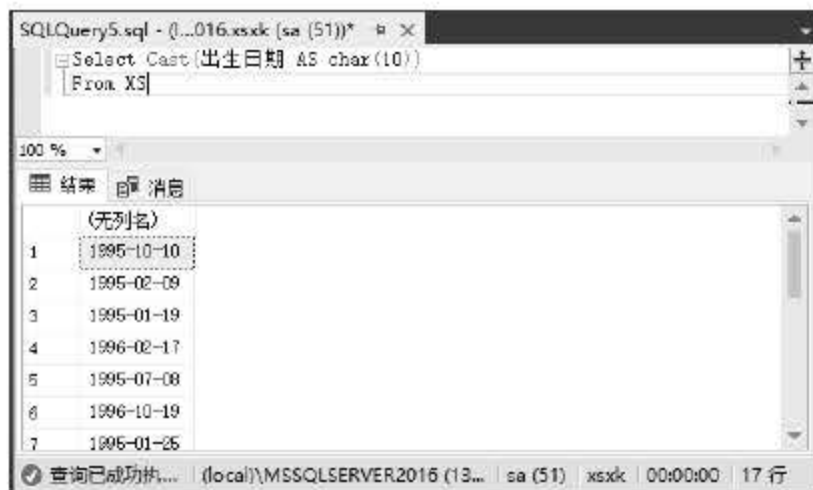 SQLQuery5.sql - (l...016.xsxk (sa (51))*
Select Cast(出生日期 AS char(10))
From XS
100 %
结果 消息
(无列名)
1 1995-10-10
2 1995-02-09
3 1995-01-19
4 1996-02-17
5 1995-07-08
6 1996-10-19
7 1995-01-25
查询已成功执... (local)\MSSQLSERVER2016 (13... sa (51) xsxk 00:00:00 17 行